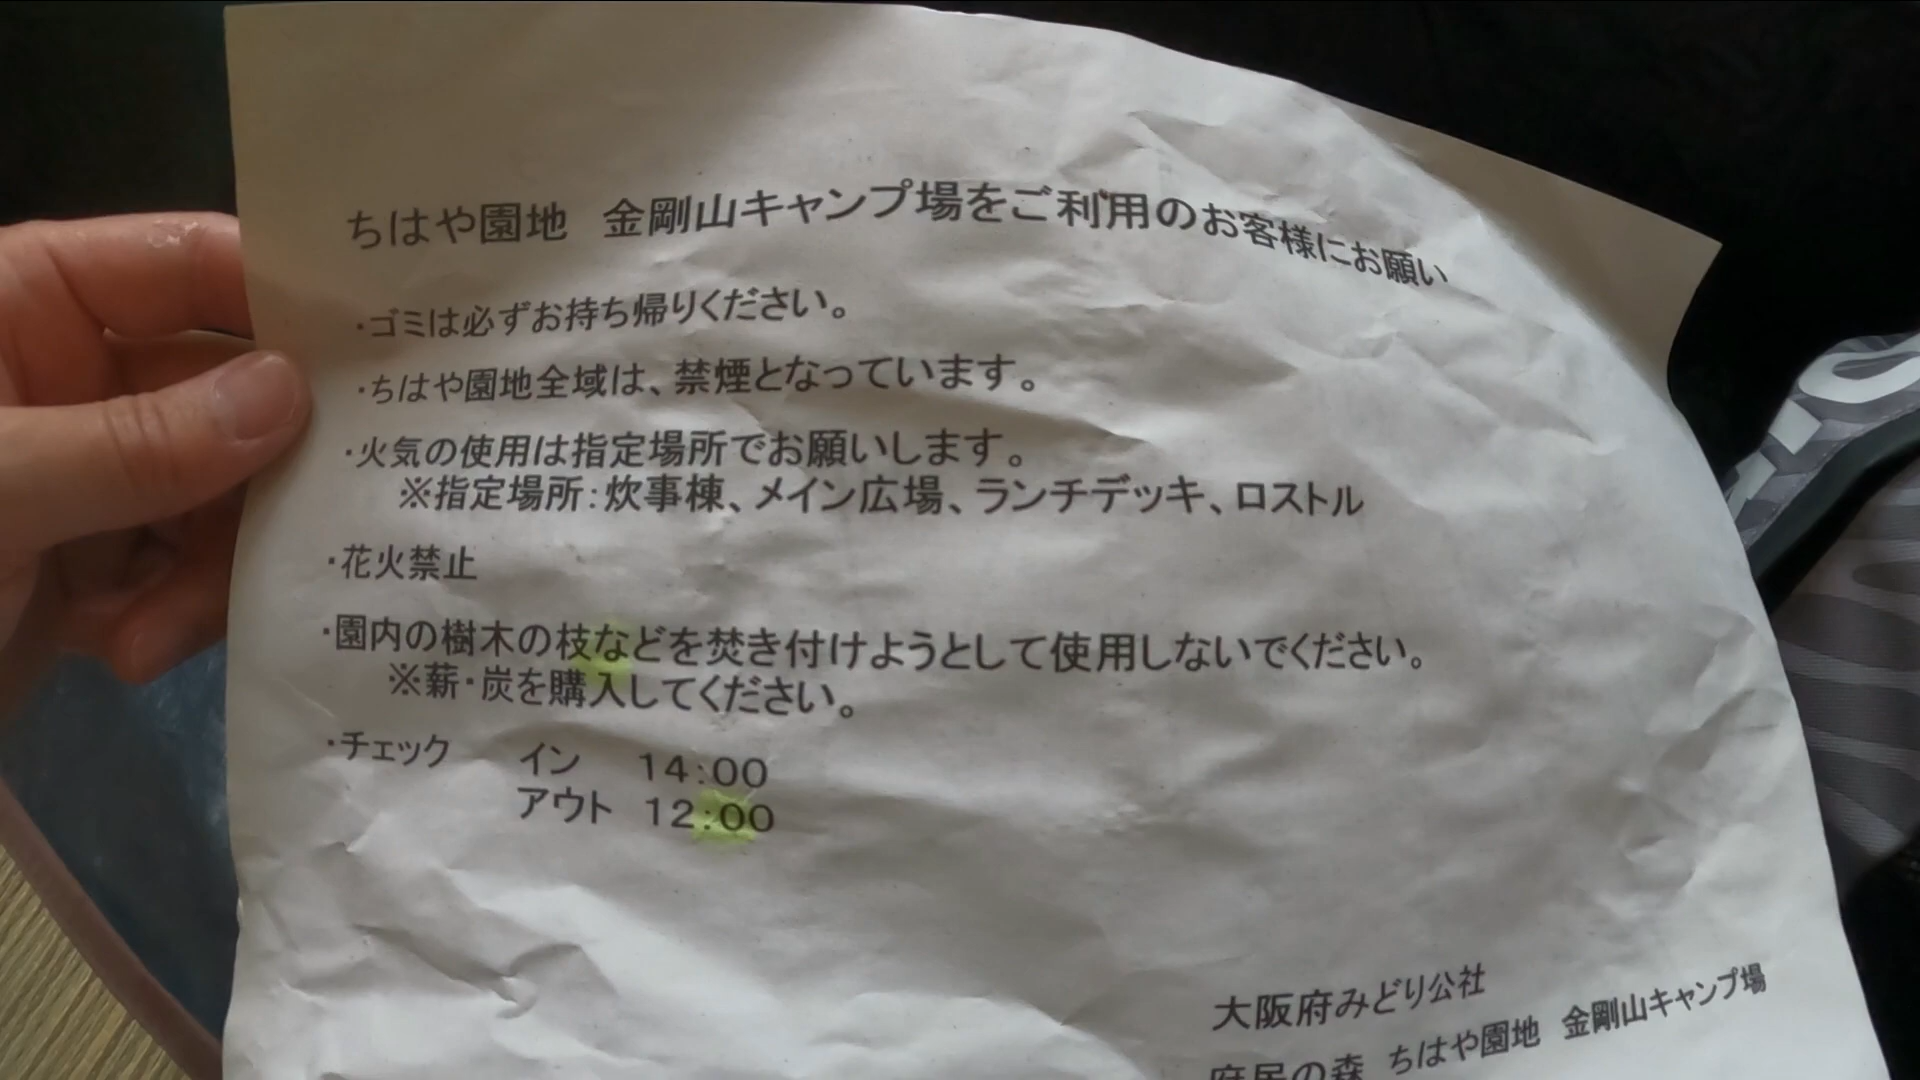 ちはや園地　金剛山キャンプ場をご利用のお客様にお願い
・ゴミは必ずお持ち帰りください。
・ちはや園地全域は、禁煙となっています。
・火気の使用は指定場所でお願いします。
※指定場所：炊事棟、メイン広場、ランチデッキ、ロストル
・花火禁止
・園内の樹木の枝などを焚き付けようとして使用しないでください。
※薪・炭を購入してください。
・チェック　イン　14:00
アウト　12:00
大阪府みどり公社
府民の森　ちはや園地　金剛山キャンプ場